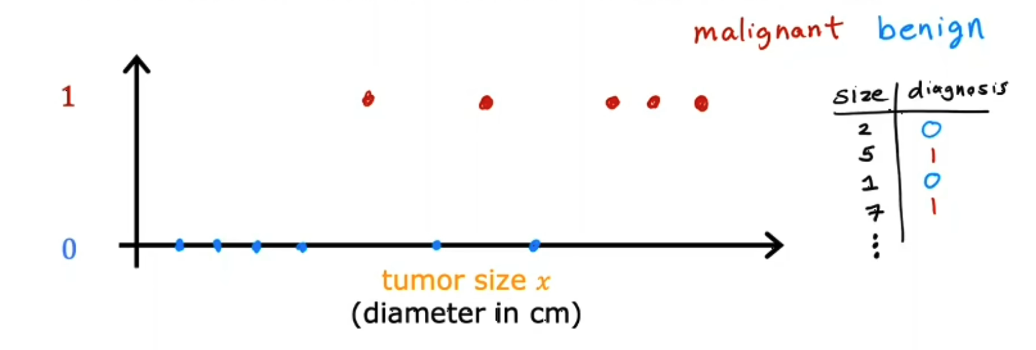 malignant benign
1
0
tumor size x
(diameter in cm)
size diagnosis
2 0
5 1
1 0
7 1
⋮